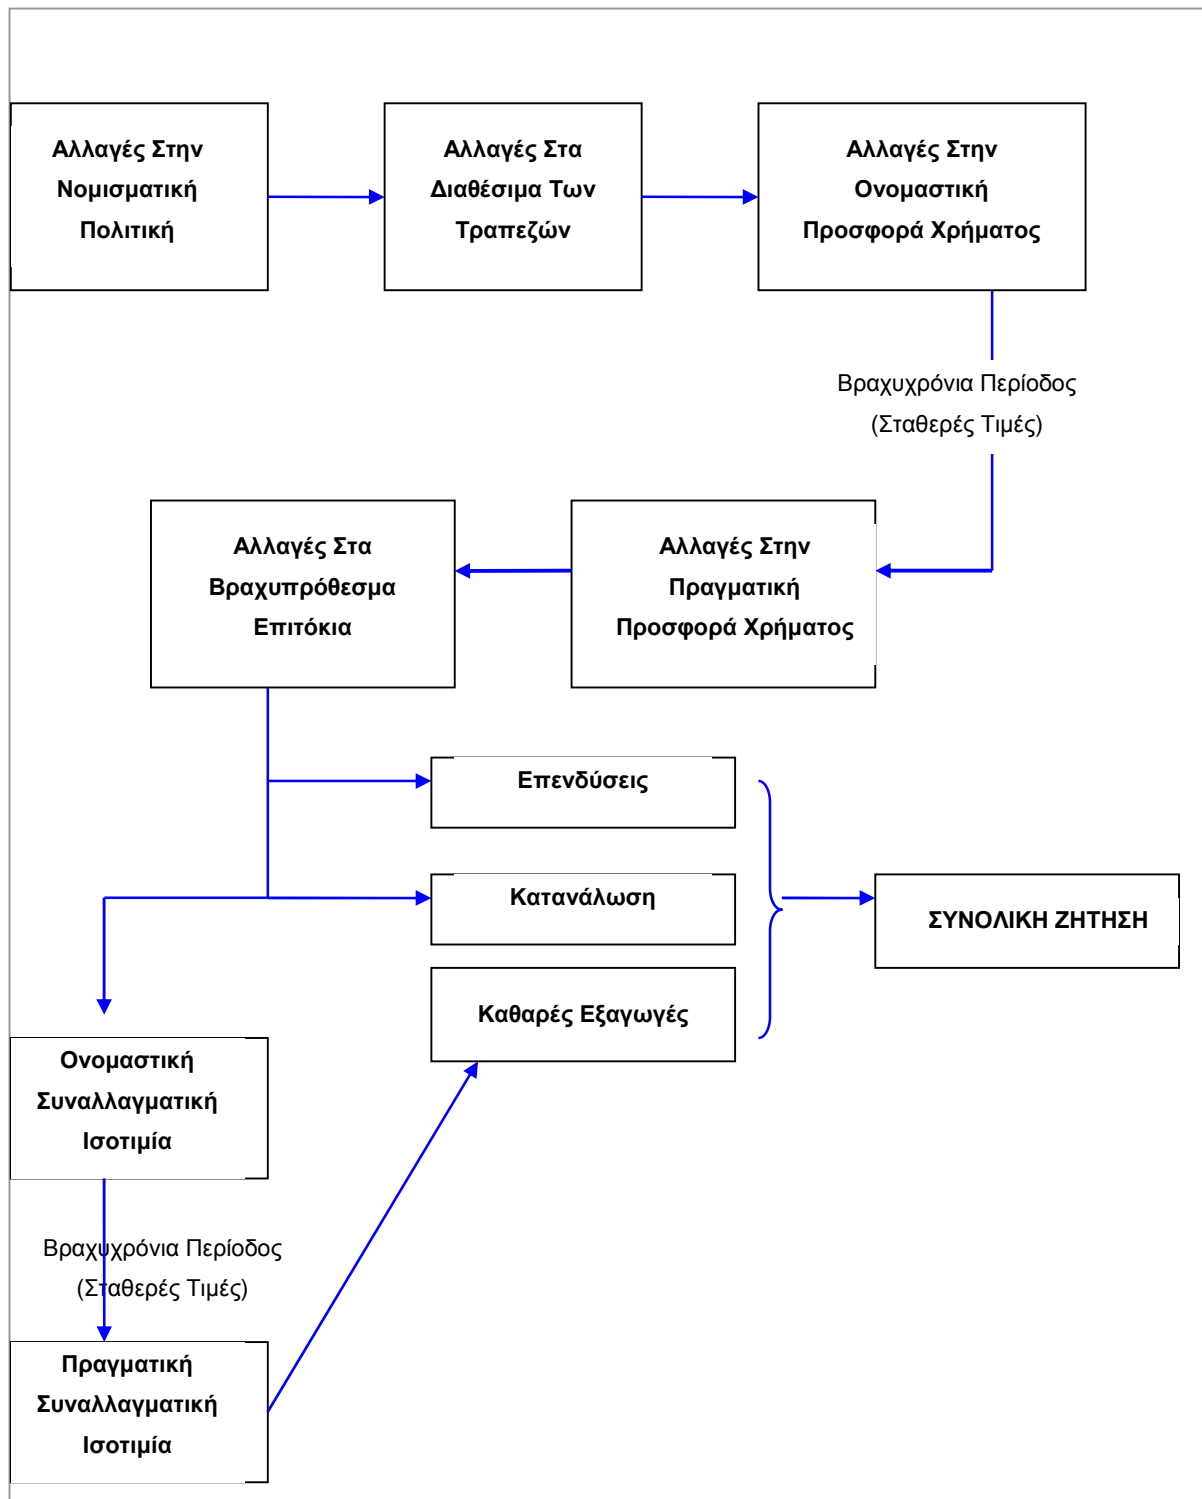 Αλλαγές Στην
Νομισματική
Πολιτική
Αλλαγές Στα
Διαθέσιμα Των
Τραπεζών
Αλλαγές Στην
Ονομαστική
Προσφορά Χρήματος
Βραχυχρόνια Περίοδος
(Σταθερές Τιμές)
Αλλαγές Στα
Βραχυπρόθεσμα
Επιτόκια
Αλλαγές Στην
Πραγματική
Προσφορά Χρήματος
Επενδύσεις
Κατανάλωση
ΣΥΝΟΛΙΚΗ ΖΗΤΗΣΗ
Καθαρές Εξαγωγές
Ονομαστική
Συναλλαγματική
Ισοτιμία
Βραχυχρόνια Περίοδος
(Σταθερές Τιμές)
Πραγματική
Συναλλαγματική
Ισοτιμία